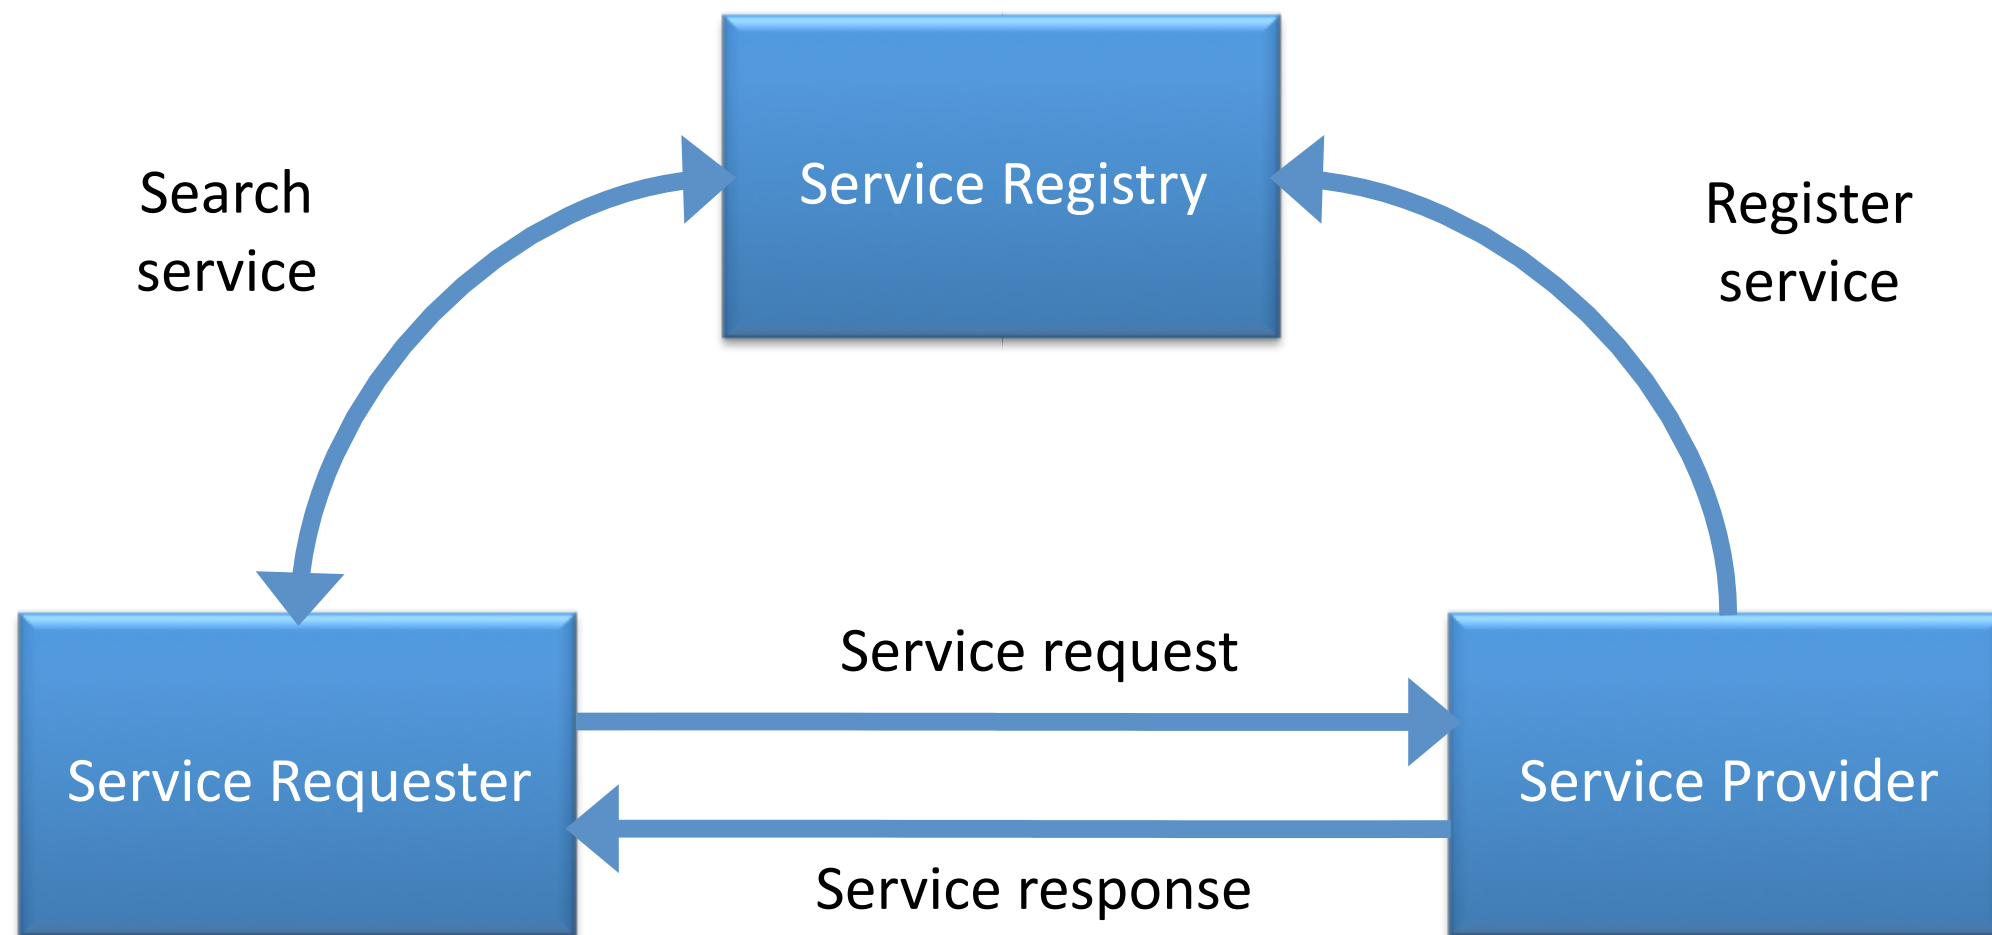 Service Registry
Search
service
Register
service
Service request
Service Requester
Service Provider
Service response